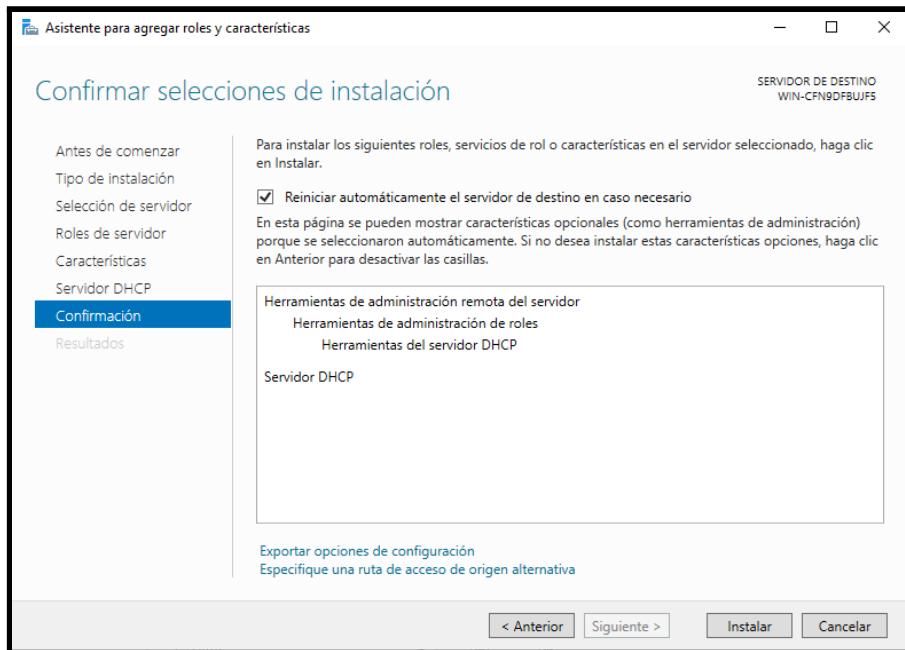 Asistente para agregar roles y características
Confirmar selecciones de instalación
SERVIDOR DE DESTINO
WIN-CFN9DFBUJF5
Antes de comenzar
Tipo de instalación
Selección de servidor
Roles de servidor
Características
Servidor DHCP
Confirmación
Resultados
Para instalar los siguientes roles, servicios de rol o características en el servidor seleccionado, haga clic
en Instalar.
Reiniciar automáticamente el servidor de destino en caso necesario
En esta página se pueden mostrar características opcionales (como herramientas de administración)
porque se seleccionaron automáticamente. Si no desea instalar estas características opciones, haga clic
en Anterior para desactivar las casillas.
Herramientas de administración remota del servidor
Herramientas de administración de roles
Herramientas del servidor DHCP
Servidor DHCP
Exportar opciones de configuración
Especifique una ruta de acceso de origen alternativa
< Anterior
Siguiente >
Instalar
Cancelar